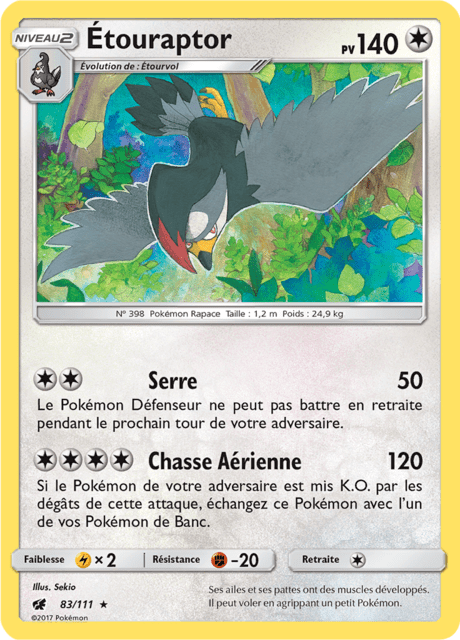 NIVEAU 2
Étouraptor
PV 140
Évolution de : Étourvol
N° 398 Pokémon Rapace Taille : 1,2 m Poids : 24,9 kg
Serre 50
Le Pokémon Défenseur ne peut pas battre en retraite
pendant le prochain tour de votre adversaire.
Chasse Aérienne 120
Si le Pokémon de votre adversaire est mis K.O. par les
dégâts de cette attaque, échangez ce Pokémon avec l'un
de vos Pokémon de Banc.
Faiblesse ×2 Résistance -20 Retraite
Illus. Sekio
83/111 ★
©2017 Pokémon
Ses ailes et ses pattes ont des muscles développés.
Il peut voler en agrippant un petit Pokémon.